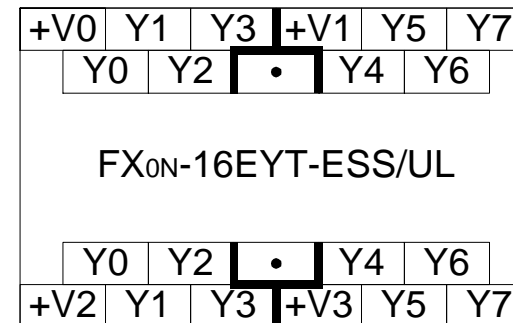 +V0 Y1 Y3 +V1 Y5 Y7
Y0 Y2 • Y4 Y6
FX0N-16EYT-ESS/UL
Y0 Y2 • Y4 Y6
+V2 Y1 Y3 +V3 Y5 Y7